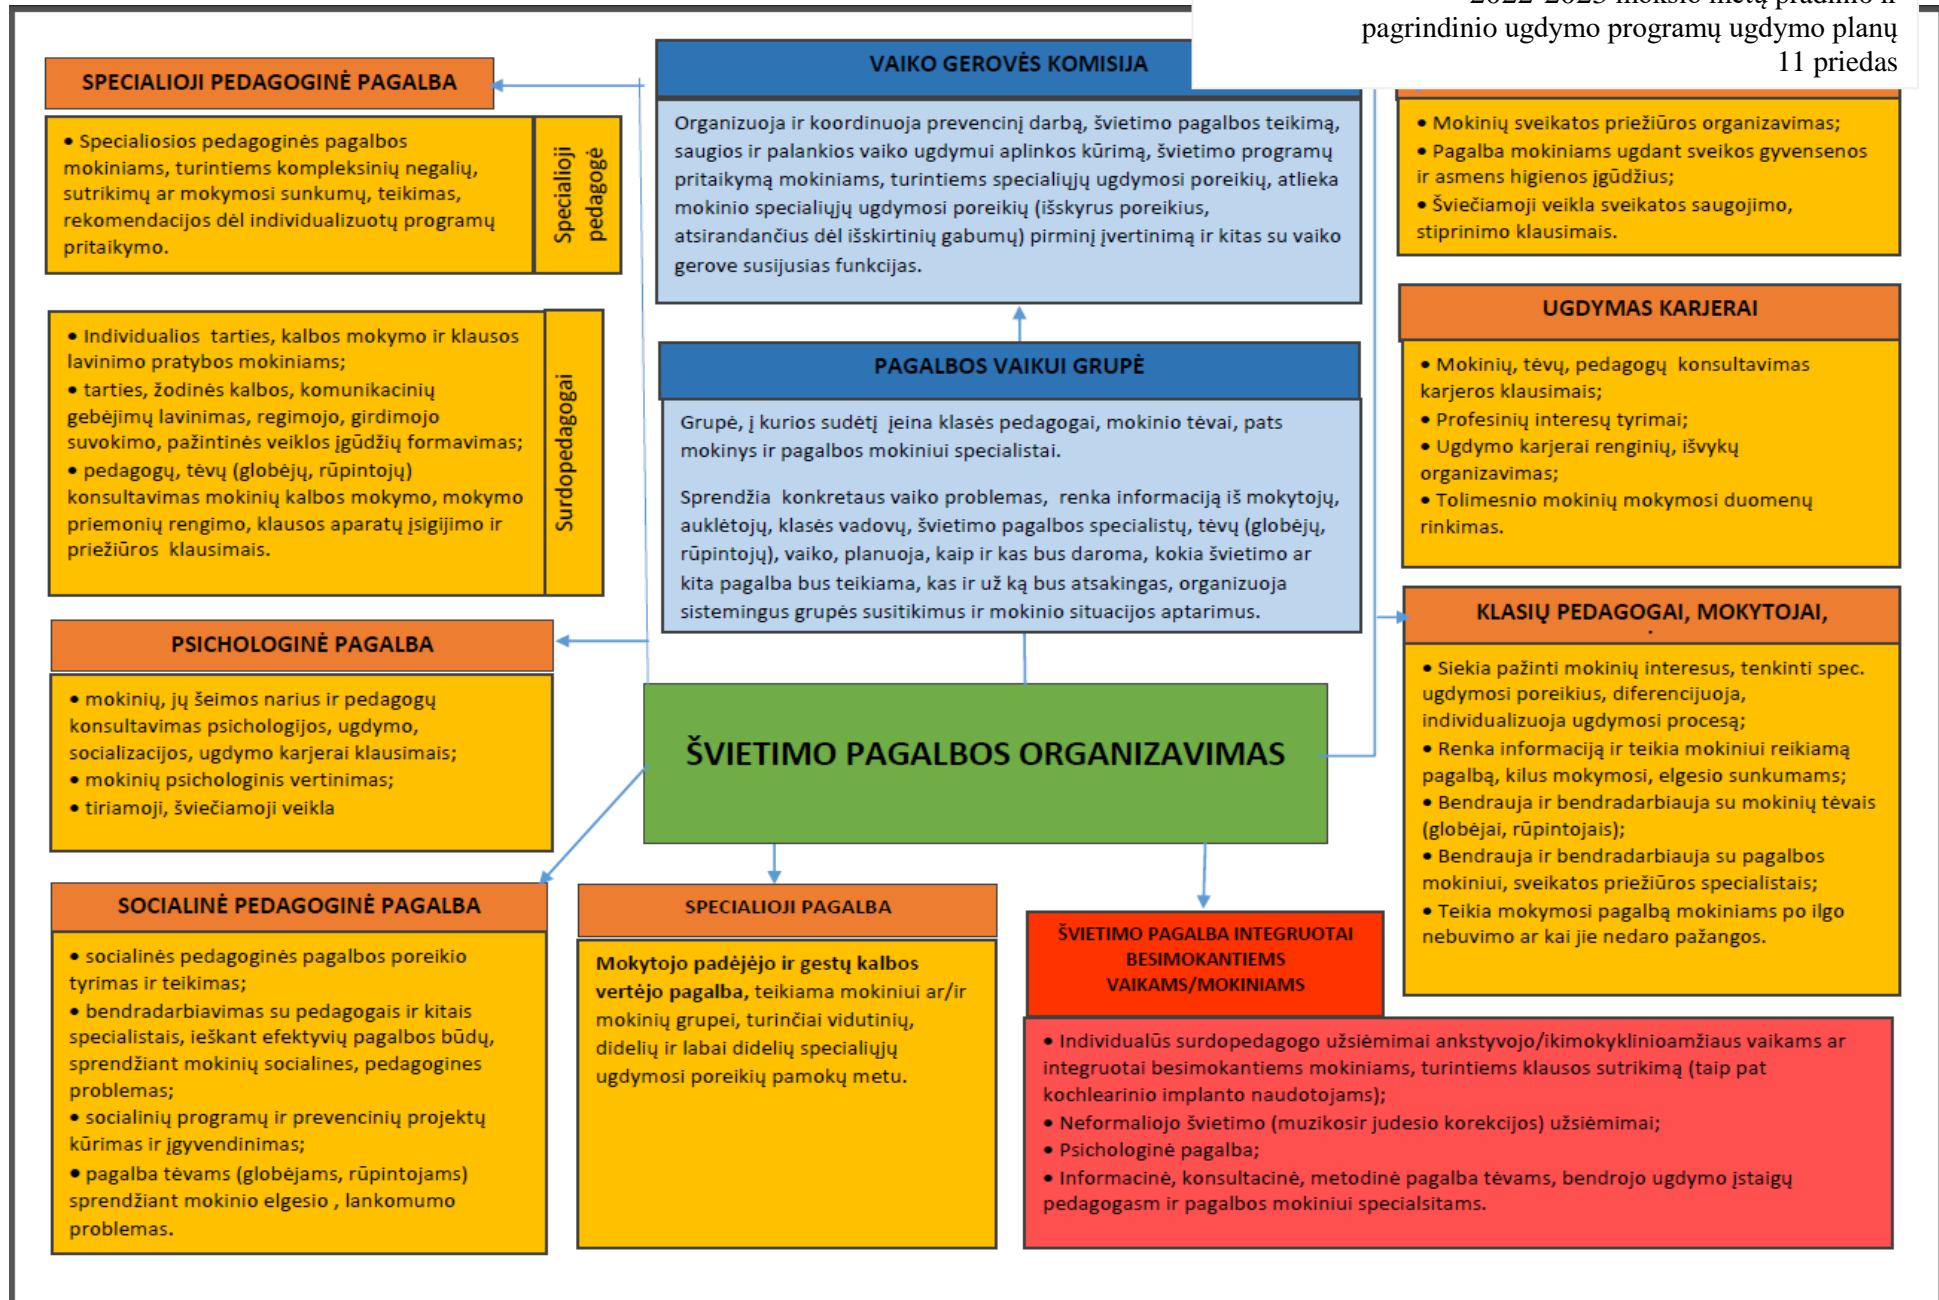 pagrindinio ugdymo programų ugdymo planų
11 priedas
SPECIALIOJI PEDAGOGINĖ PAGALBA
• Specialiosios pedagoginės pagalbos
mokiniams, turintiems kompleksinių negalių,
sutrikimų ar mokymosi sunkumų, teikimas,
rekomendacijos dėl individualizuotų programų
pritaikymo.
Specialioji
pedagogė
• Individualios tarties, kalbos mokymo ir klausos
lavinimo pratybos mokiniams;
• tarties, žodinės kalbos, komunikacinių
gebėjimų lavinimas, regimojo, girdimojo
suvokimo, pažintinės veiklos įgūdžių formavimas;
• pedagogų, tėvų (globėjų, rūpintojų)
konsultavimas mokinių kalbos mokymo, mokymo
priemonių rengimo, klausos aparatų įsigijimo ir
priežiūros klausimais.
Surdopedagogai
PSICHOLOGINĖ PAGALBA
• mokinių, jų šeimos narius ir pedagogų
konsultavimas psichologijos, ugdymo,
socializacijos, ugdymo karjerai klausimais;
• mokinių psichologinis vertinimas;
• tiriamoji, šviečiamoji veikla
SOCIALINĖ PEDAGOGINĖ PAGALBA
• socialinės pedagoginės pagalbos poreikio
tyrimas ir teikimas;
• bendradarbiavimas su pedagogais ir kitais
specialistais, ieškant efektyvių pagalbos būdų,
sprendžiant mokinių socialines, pedagogines
problemas;
• socialinių programų ir prevencinių projektų
kūrimas ir įgyvendinimas;
• pagalba tėvams (globėjams, rūpintojams)
sprendžiant mokinio elgesio , lankomumo
problemas.
VAIKO GEROVĖS KOMISIJA
Organizuoja ir koordinuoja prevencinį darbą, švietimo pagalbos teikimą,
saugios ir palankios vaiko ugdymui aplinkos kūrimą, švietimo programų
pritaikymą mokiniams, turintiems specialiųjų ugdymosi poreikių, atlieka
mokinio specialiųjų ugdymosi poreikių (išskyrus poreikius,
atsirandančius dėl išskirtinių gabumų) pirminį įvertinimą ir kitas su vaiko
gerove susijusias funkcijas.
PAGALBOS VAIKUI GRUPĖ
Grupė, į kurios sudėtį įeina klasės pedagogai, mokinio tėvai, pats
mokinys ir pagalbos mokiniui specialistai.
Sprendžia konkretaus vaiko problemas, renka informaciją iš mokytojų,
auklėtojų, klasės vadovų, švietimo pagalbos specialistų, tėvų (globėjų,
rūpintojų), vaiko, planuoja, kaip ir kas bus daroma, kokia švietimo ar
kita pagalba bus teikiama, kas ir už ką bus atsakingas, organizuoja
sistemingus grupės susitikimus ir mokinio situacijos aptarimus.
ŠVIETIMO PAGALBOS ORGANIZAVIMAS
SPECIALIOJI PAGALBA
Mokytojo padėjėjo ir gestų kalbos
vertėjo pagalba, teikiama mokiniui ar/ir
mokinių grupei, turinčiai vidutinių,
didelių ir labai didelių specialiųjų
ugdymosi poreikių pamokų metu.
ŠVIETIMO PAGALBA INTEGRUOTAI
BESIMOKANTIEMS
VAIKAMS/MOKINIAMS
• Individualūs surdopedagogo užsiėmimai ankstyvojo/ikimokyklinioamžiaus vaikams ar
integruotai besimokantiems mokiniams, turintiems klausos sutrikimą (taip pat
kochlearinio implanto naudotojams);
• Neformaliojo švietimo (muzikosir judesio korekcijos) užsiėmimai;
• Psichologinė pagalba;
• Informacinė, konsultacinė, metodinė pagalba tėvams, bendrojo ugdymo įstaigų
pedagogasm ir pagalbos mokiniui specialsitams.
• Mokinių sveikatos priežiūros organizavimas;
• Pagalba mokiniams ugdant sveikos gyvensenos
ir asmens higienos įgūdžius;
• Šviečiamoji veikla sveikatos saugojimo,
stiprinimo klausimais.
UGDYMAS KARJERAI
• Mokinių, tėvų, pedagogų konsultavimas
karjeros klausimais;
• Profesinių interesų tyrimai;
• Ugdymo karjerai renginių, išvykų
organizavimas;
• Tolimesnio mokinių mokymosi duomenų
rinkimas.
KLASIŲ PEDAGOGAI, MOKYTOJAI,
• Siekia pažinti mokinių interesus, tenkinti spec.
ugdymosi poreikius, diferencijuoja,
individualizuoja ugdymosi procesą;
• Renka informaciją ir teikia mokiniui reikiamą
pagalbą, kilus mokymosi, elgesio sunkumams;
• Bendrauja ir bendradarbiauja su mokinių tėvais
(globėjai, rūpintojais);
• Bendrauja ir bendradarbiauja su pagalbos
mokiniui, sveikatos priežiūros specialistais;
• Teikia mokymosi pagalbą mokiniams po ilgo
nebuvimo ar kai jie nedaro pažangos.